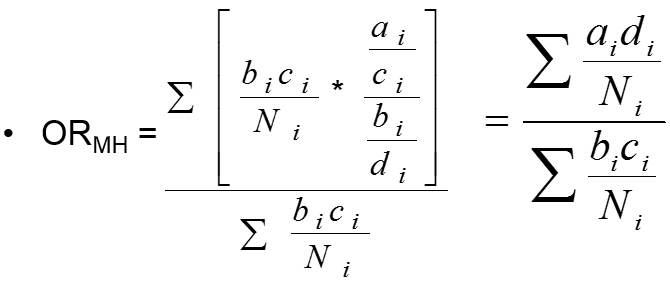 • OR_MH = ∑ [ b_i c_i / N_i * (a_i / c_i) / (b_i / d_i) ] / ∑ b_i c_i / N_i = ∑ a_i d_i / N_i / ∑ b_i c_i / N_i